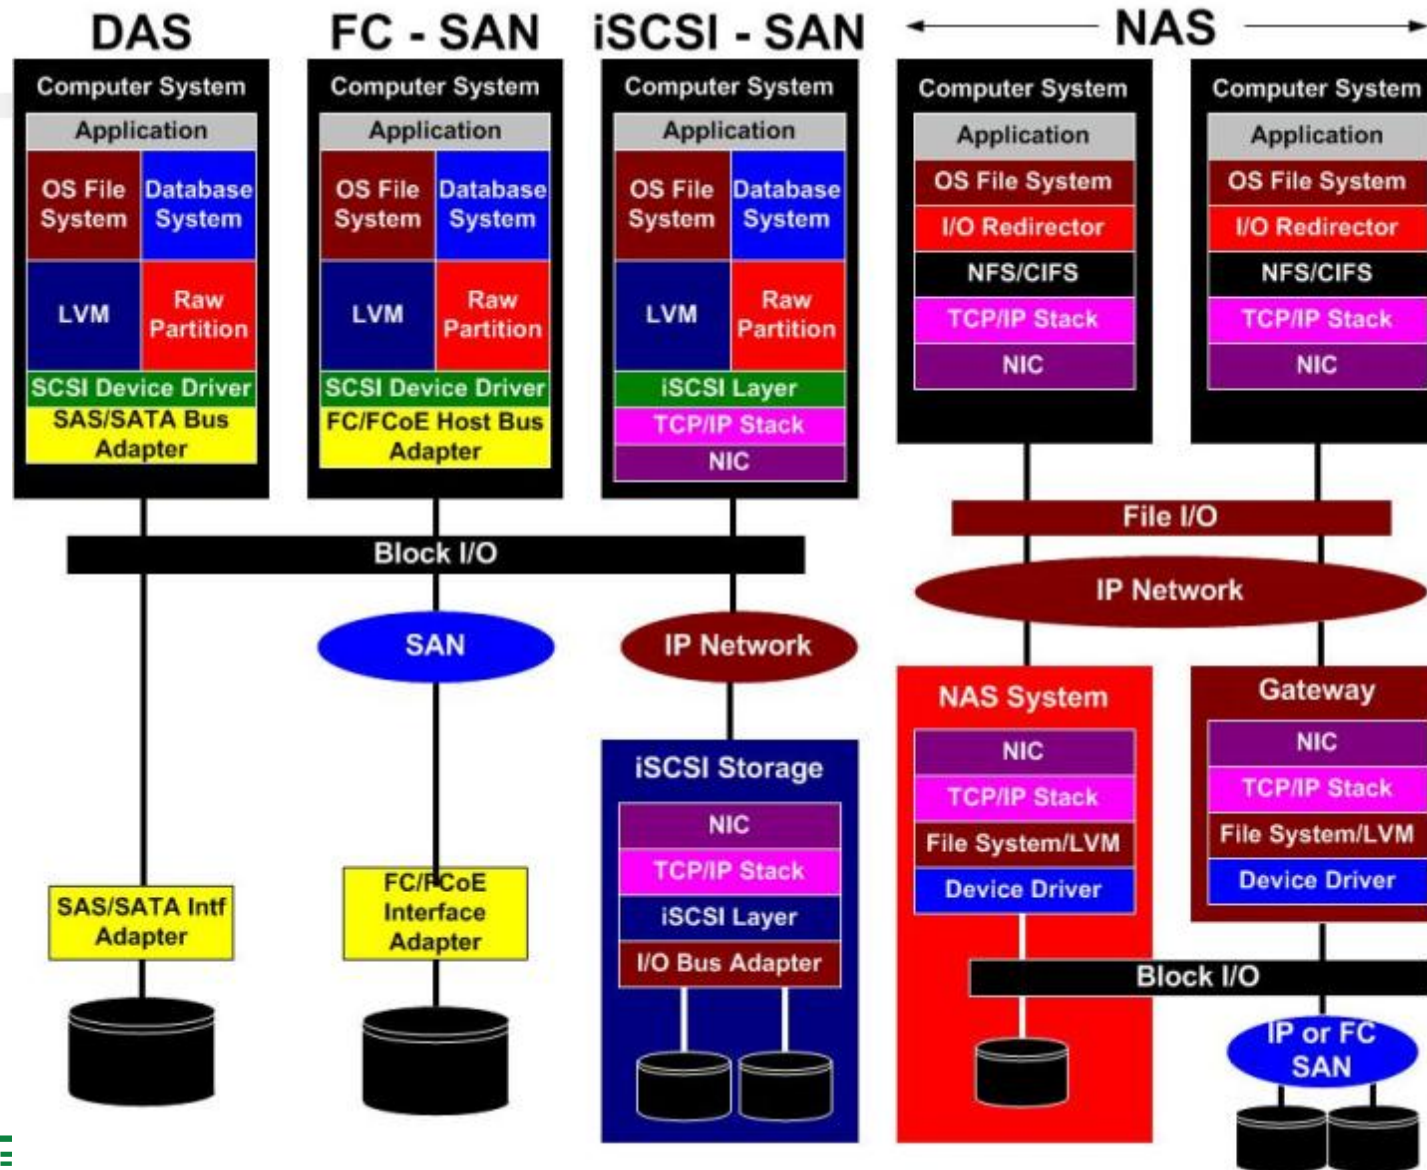 DAS
Computer System
Application
OS File
System
Database
System
LVM
Raw
Partition
SCSI Device Driver
SAS/SATA Bus
Adapter
FC - SAN
Computer System
Application
OS File
System
Database
System
LVM
Raw
Partition
SCSI Device Driver
FC/FCoE Host Bus
Adapter
iSCSI - SAN
Computer System
Application
OS File
System
Database
System
LVM
Raw
Partition
iSCSI Layer
TCP/IP Stack
NIC
NAS
Computer System
Application
OS File System
I/O Redirector
NFS/CIFS
TCP/IP Stack
NIC
Computer System
Application
OS File System
I/O Redirector
NFS/CIFS
TCP/IP Stack
NIC
Block I/O
SAN
IP Network
File I/O
IP Network
SAS/SATA Intf
Adapter
FC/FCoE
Interface
Adapter
iSCSI Storage
NIC
TCP/IP Stack
iSCSI Layer
I/O Bus Adapter
NAS System
NIC
TCP/IP Stack
File System/LVM
Device Driver
Gateway
NIC
TCP/IP Stack
File System/LVM
Device Driver
Block I/O
IP or FC
SAN